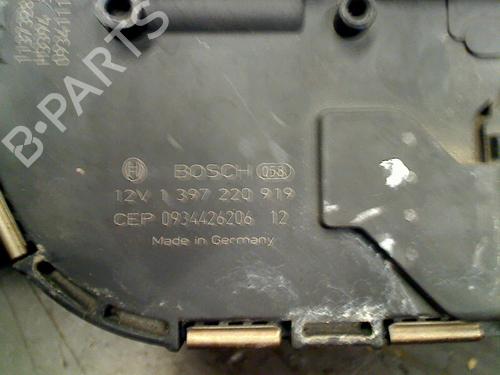 BOSCH 058
12V 1 397 220 919
CEP 0934426206 12
Made in Germany
B-PARTS